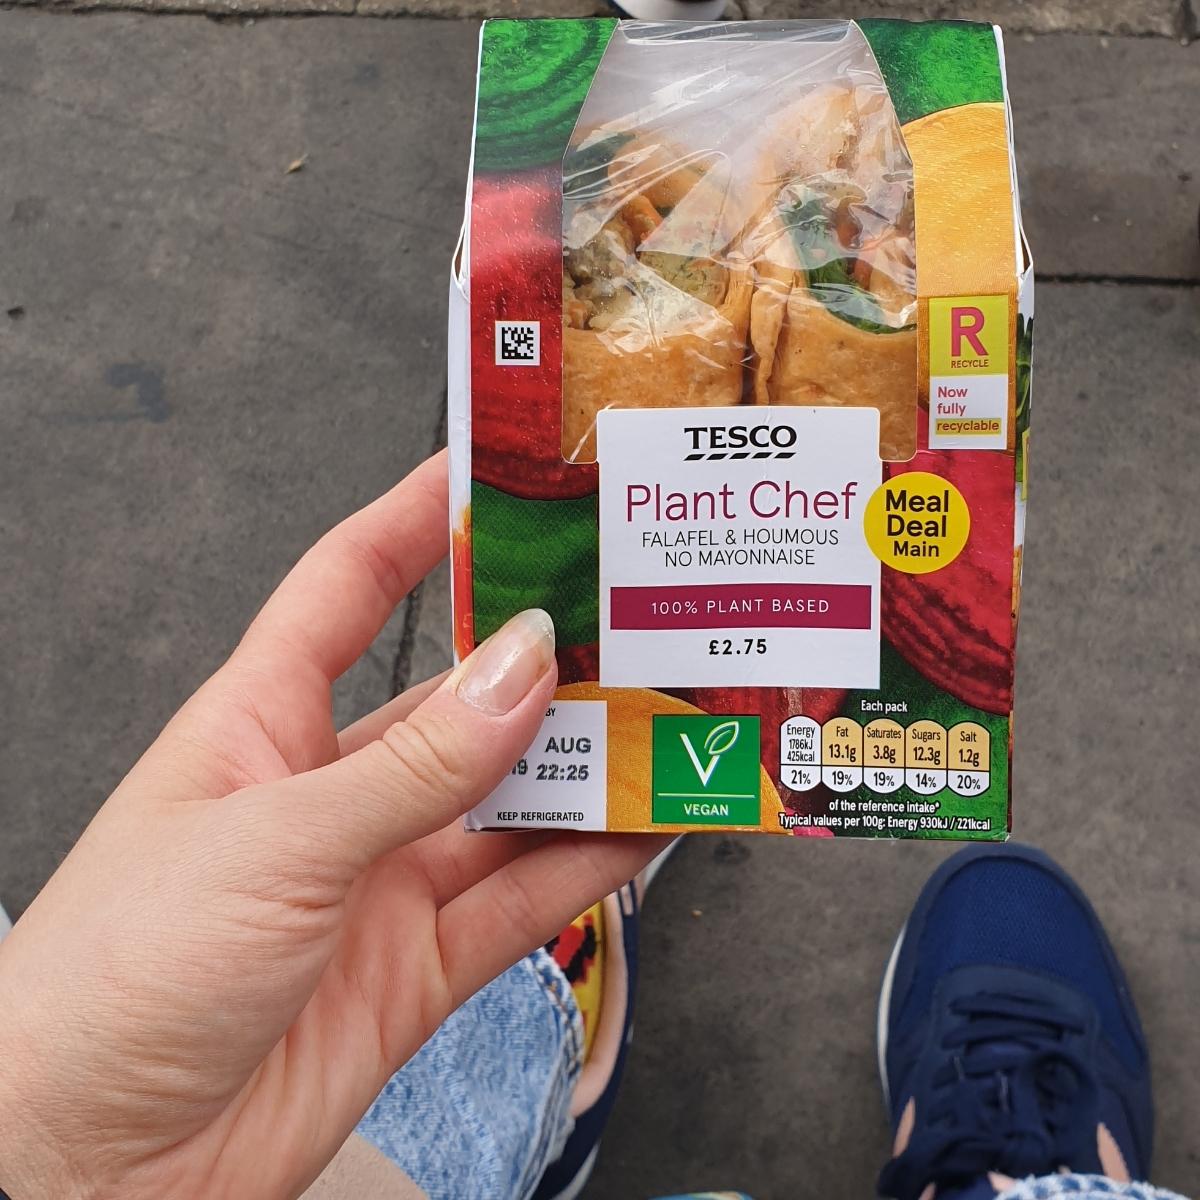 R
RECYCLE
Now
fully
recyclable
TESCO
Plant Chef
FALAFEL & HOUMOUS
NO MAYONNAISE
Meal
Deal
Main
100% PLANT BASED
£2.75
BY
AUG
22:25
KEEP REFRIGERATED
V
VEGAN
Each pack
Energy
1786kJ
425kcal
21%
Fat
13.1g
19%
Saturates
3.8g
19%
Sugars
12.3g
14%
Salt
1.2g
20%
of the reference intake*
Typical values per 100g: Energy 930kJ / 221kcal